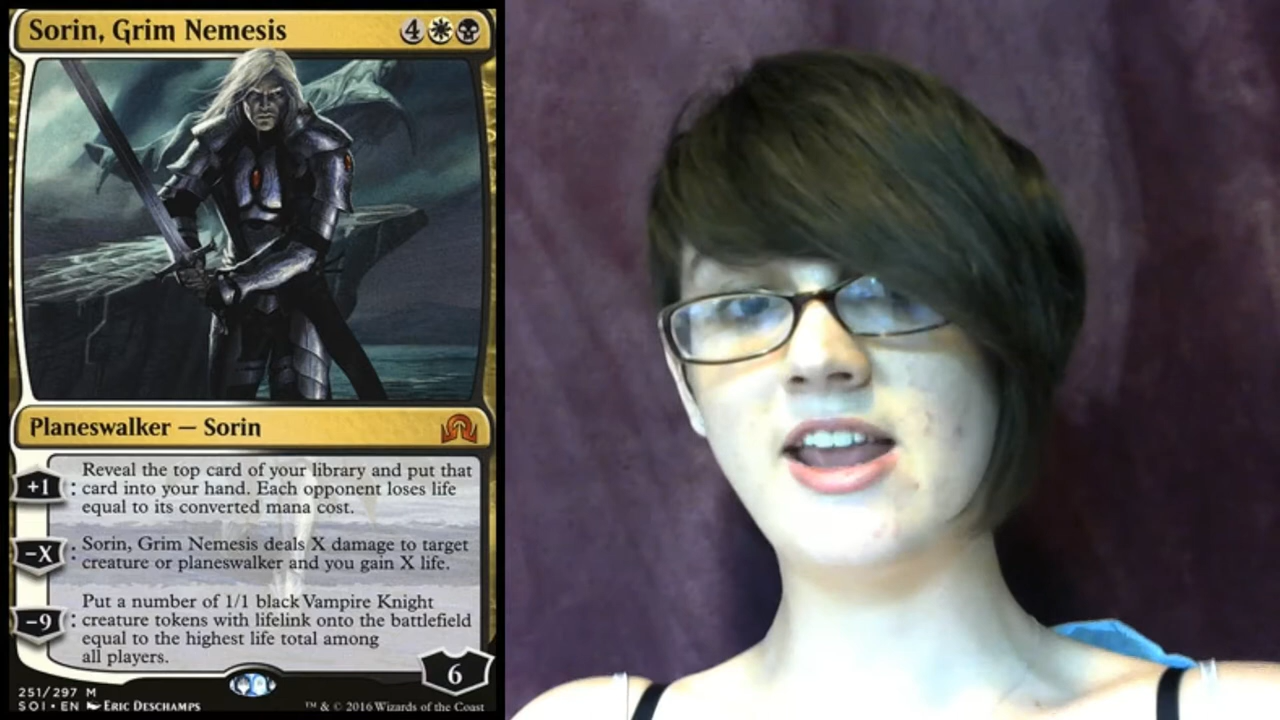 Sorin, Grim Nemesis 4
Planeswalker — Sorin
+1 : Reveal the top card of your library and put that
card into your hand. Each opponent loses life
equal to its converted mana cost.
-X : Sorin, Grim Nemesis deals X damage to target
creature or planeswalker and you gain X life.
-9 : Put a number of 1/1 black Vampire Knight
creature tokens with lifelink onto the battlefield
equal to the highest life total among
all players.
6
251/297 M
SOI • EN Eric Deschamps
™ & © 2016 Wizards of the Coast